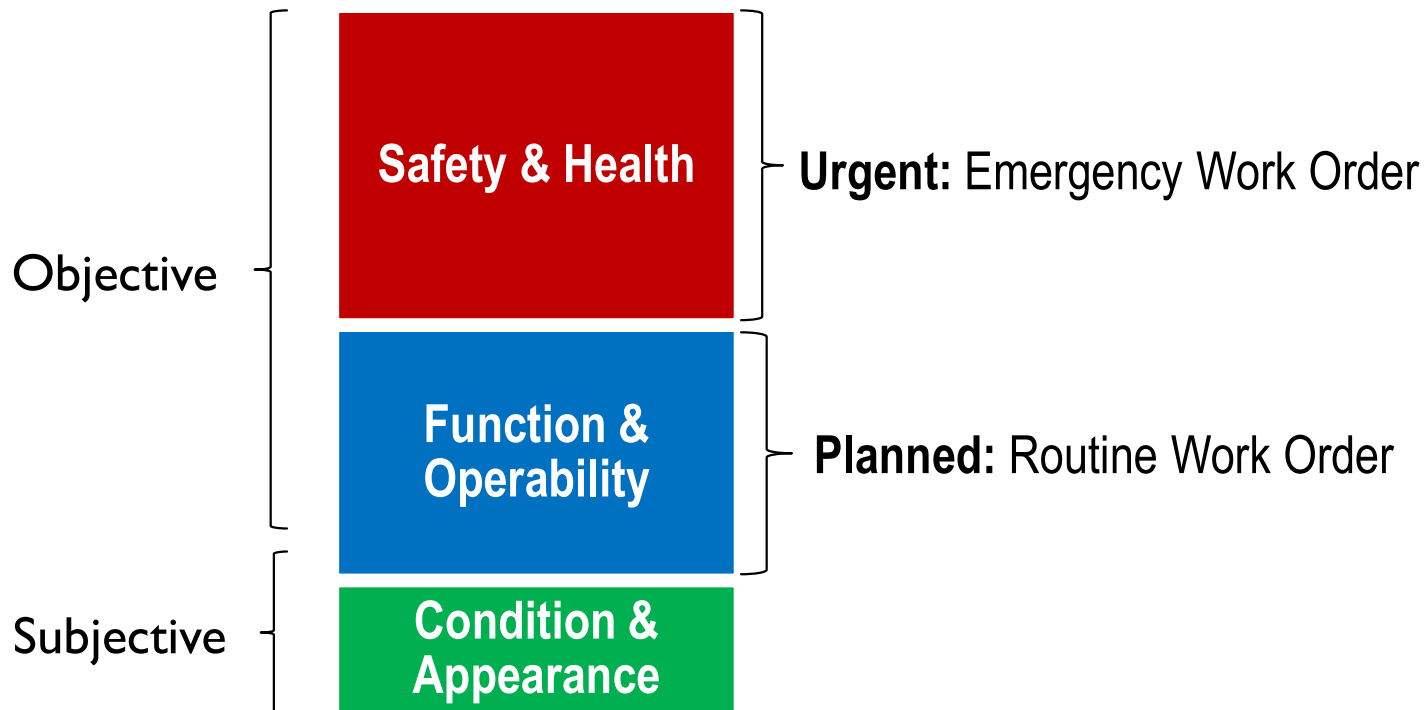 Safety & Health
Urgent: Emergency Work Order
Objective
Function &
Operability
Planned: Routine Work Order
Subjective
Condition &
Appearance